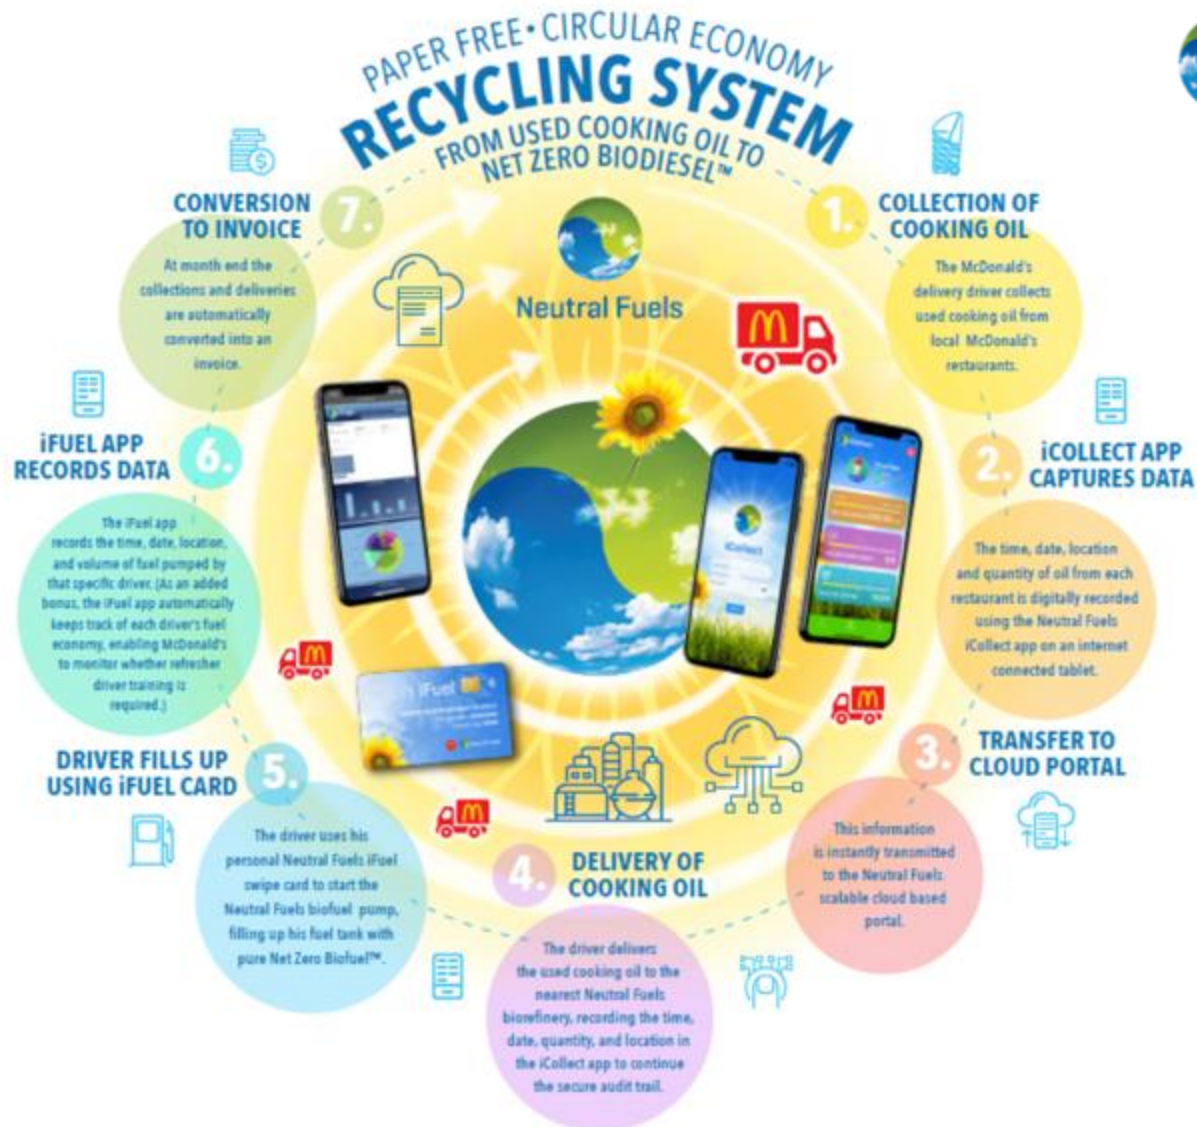 PAPER FREE • CIRCULAR ECONOMY
RECYCLING SYSTEM
FROM USED COOKING OIL TO
NET ZERO BIODIESEL™
Neutral Fuels
1.
COLLECTION OF
COOKING OIL
The McDonald's
delivery driver collects
used cooking oil from
local McDonald's
restaurants.
2.
iCOLLECT APP
CAPTURES DATA
The time, date, location
and quantity of oil from each
restaurant is digitally recorded
using the Neutral Fuels
iCollect app on an internet
connected tablet.
3.
TRANSFER TO
CLOUD PORTAL
This information
is instantly transmitted
to the Neutral Fuels
scalable cloud based
portal.
4.
DELIVERY OF
COOKING OIL
The driver delivers
the used cooking oil to the
nearest Neutral Fuels
biorefinery, recording the time,
date, quantity, and location in
the iCollect app to continue
the secure audit trail.
5.
DRIVER FILLS UP
USING iFUEL CARD
The driver uses his
personal Neutral Fuels iFuel
swipe card to start the
Neutral Fuels biofuel pump,
filling up his fuel tank with
pure Net Zero Biofuel™.
6.
iFUEL APP
RECORDS DATA
The iFuel app
records the time, date, location,
and volume of fuel pumped by
that specific driver. (As an added
bonus, the iFuel app automatically
keeps track of each driver's fuel
economy, enabling McDonald's
to monitor whether refresher
driver training is
required.)
7.
CONVERSION
TO INVOICE
At month end the
collections and deliveries
are automatically
converted into an
invoice.
iCollect
iFuel